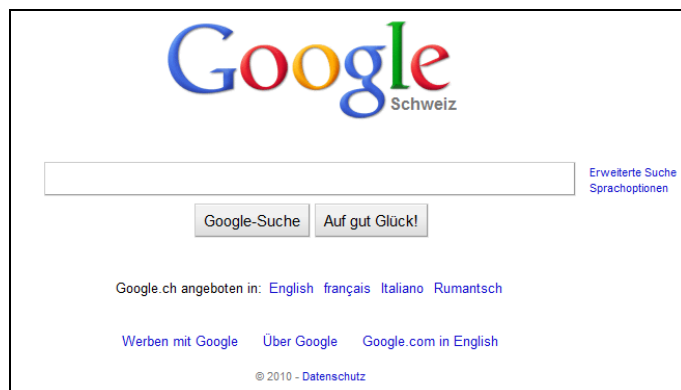 Google
Schweiz
Erweiterte Suche
Sprachoptionen
Google-Suche Auf gut Glück!
Google.ch angeboten in: English français Italiano Rumantsch
Werben mit Google Über Google Google.com in English
© 2010 - Datenschutz